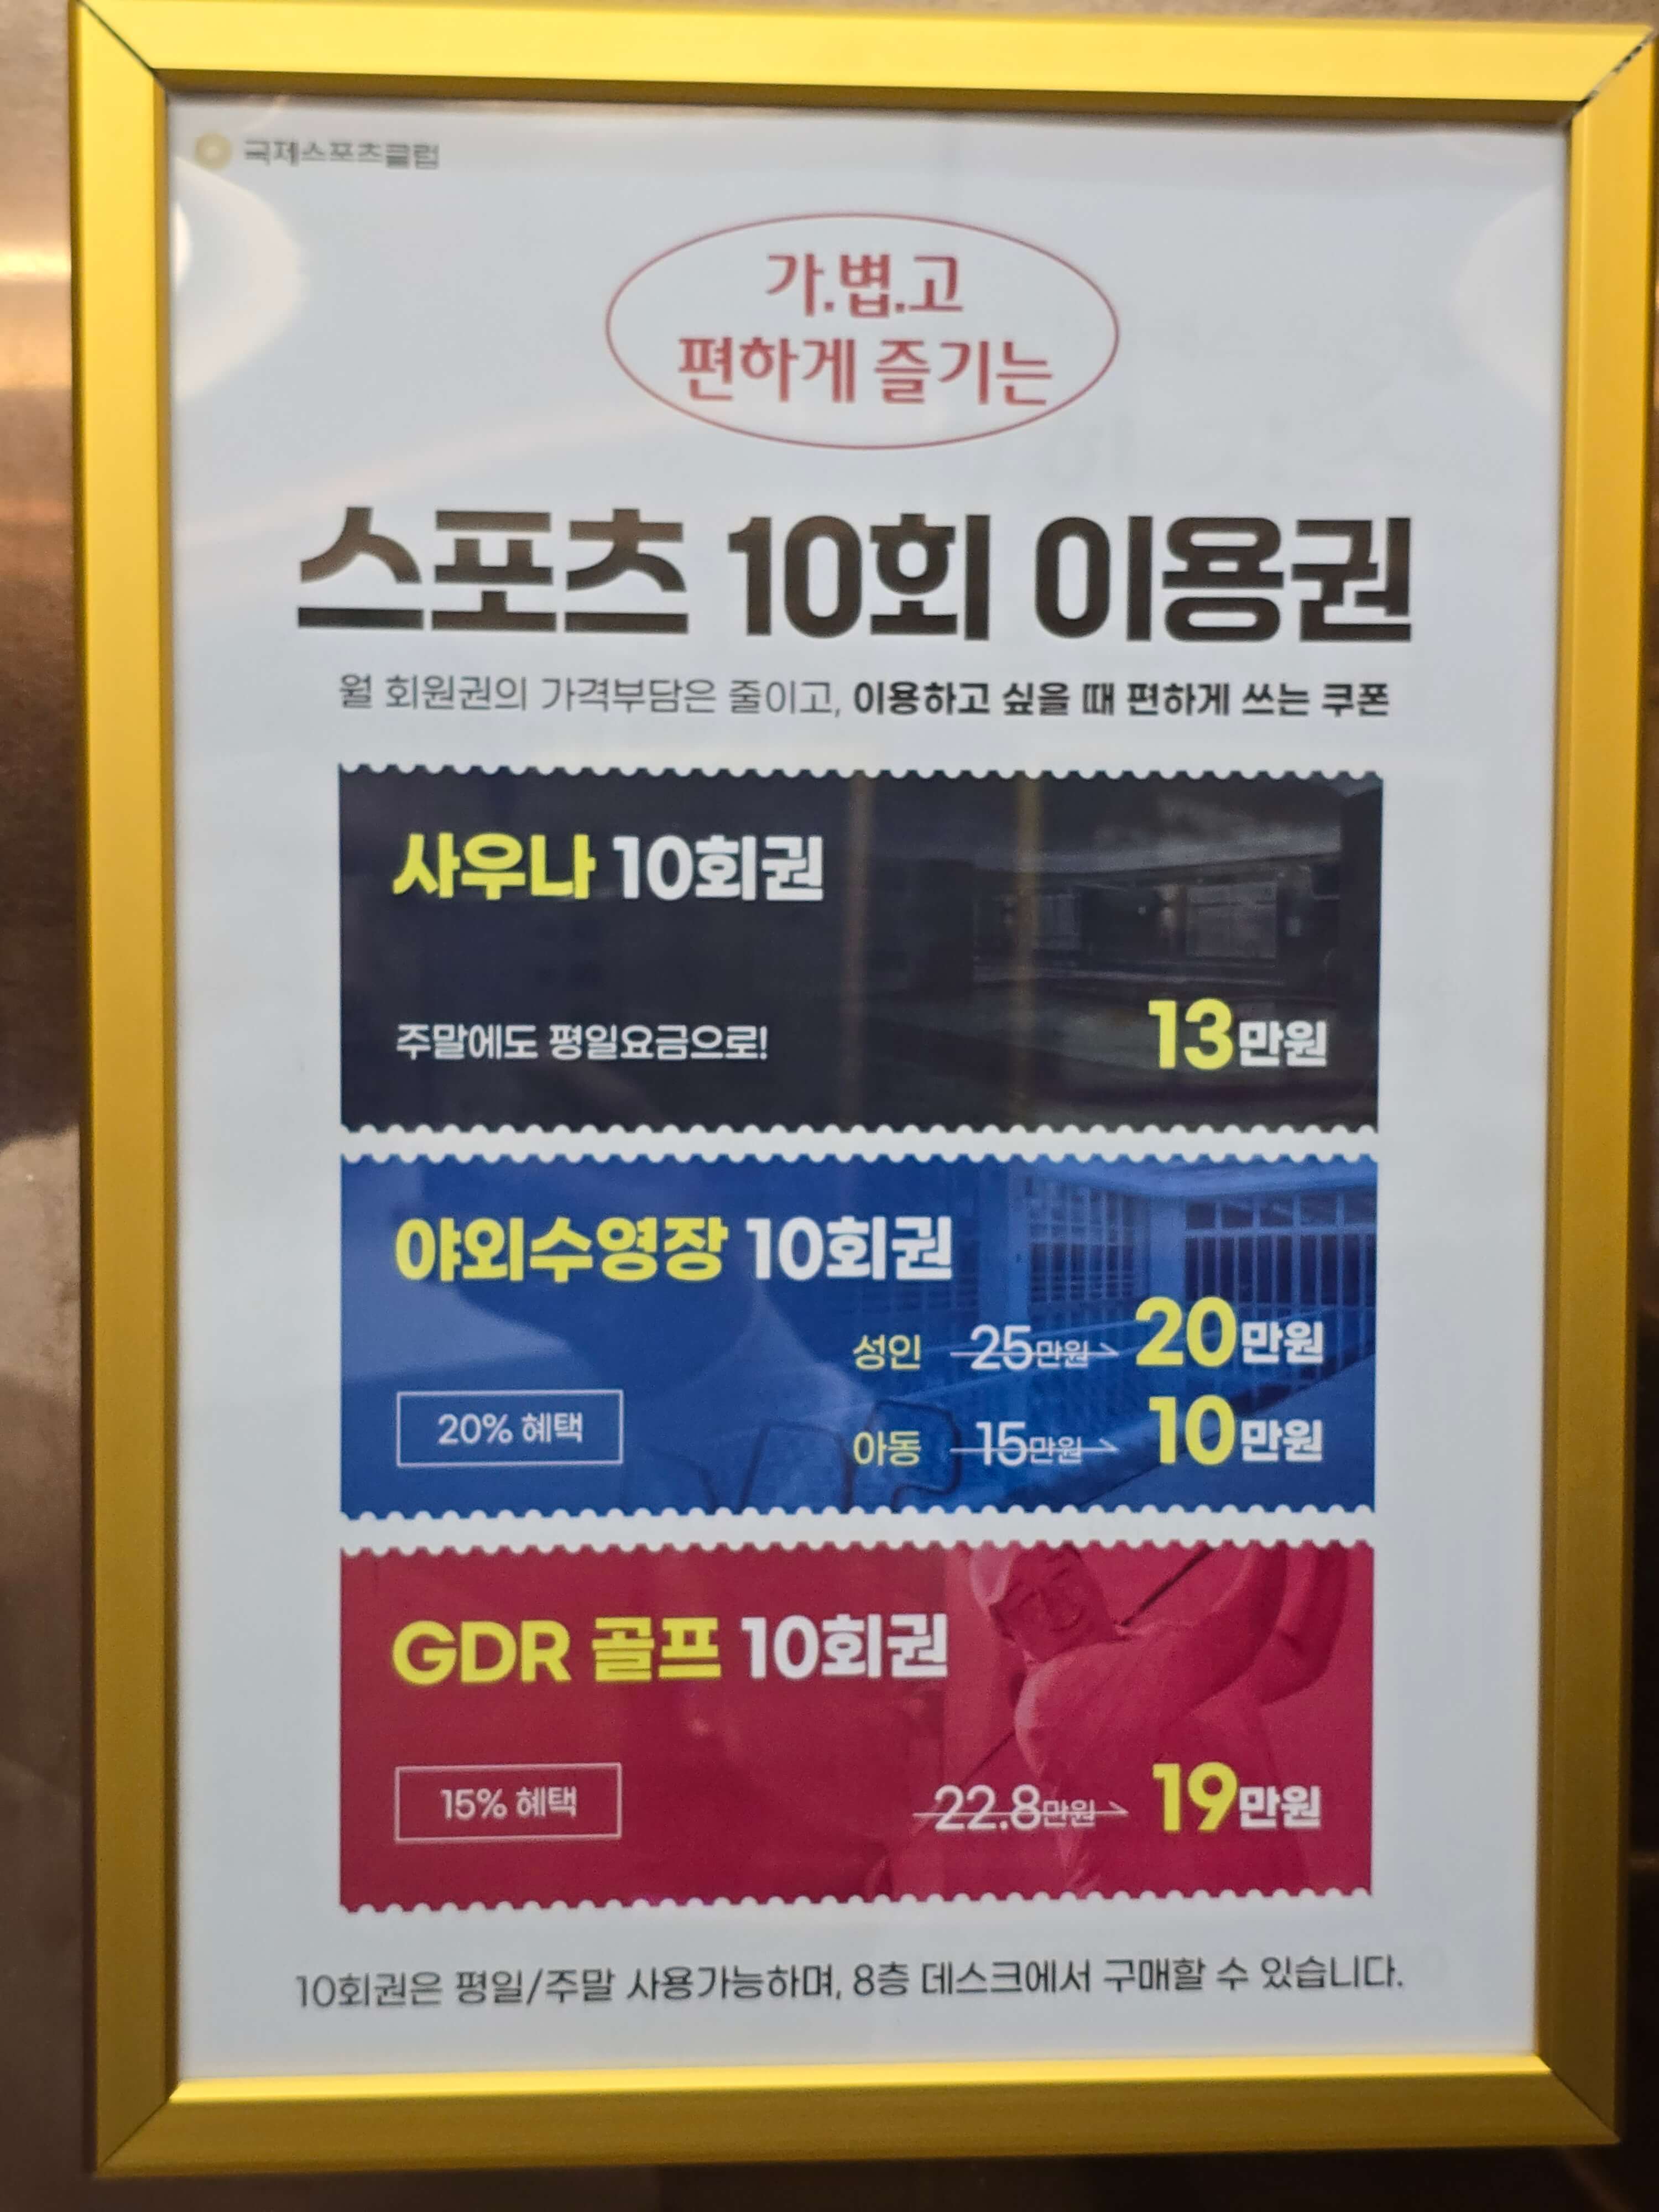 국제스포츠클럽
가.볍.고
편하게 즐기는
스포츠 10회 이용권
월 회원권의 가격부담은 줄이고, 이용하고 싶을 때 편하게 쓰는 쿠폰
사우나 10회권
주말에도 평일요금으로!
13만원
야외수영장 10회권
성인 25만원 20만원
20% 혜택
아동 15만원 10만원
GDR 골프 10회권
15% 혜택
22.8만원 19만원
10회권은 평일/주말 사용가능하며, 8층 데스크에서 구매할 수 있습니다.